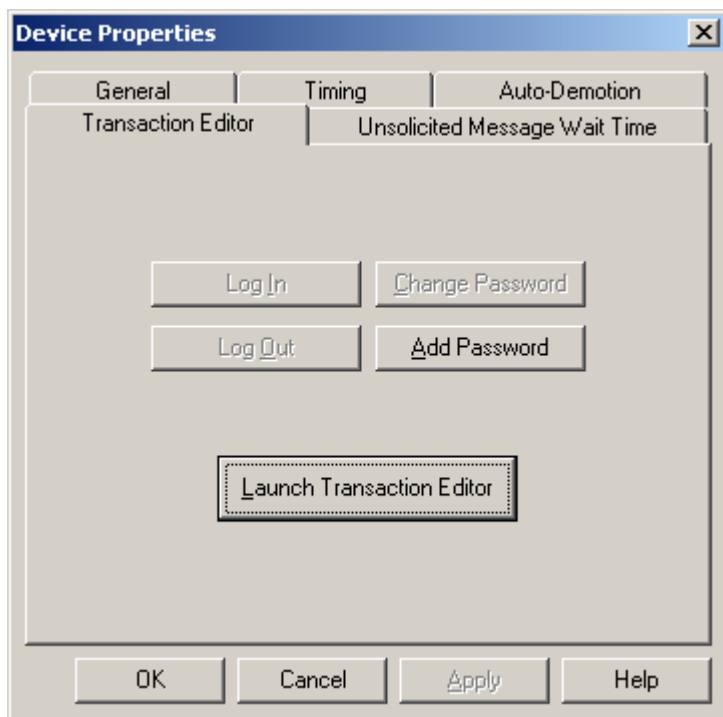 Device Properties
General Timing Auto-Demotion
Transaction Editor Unsolicited Message Wait Time
Log In Change Password
Log Out Add Password
Launch Transaction Editor
OK Cancel Apply Help